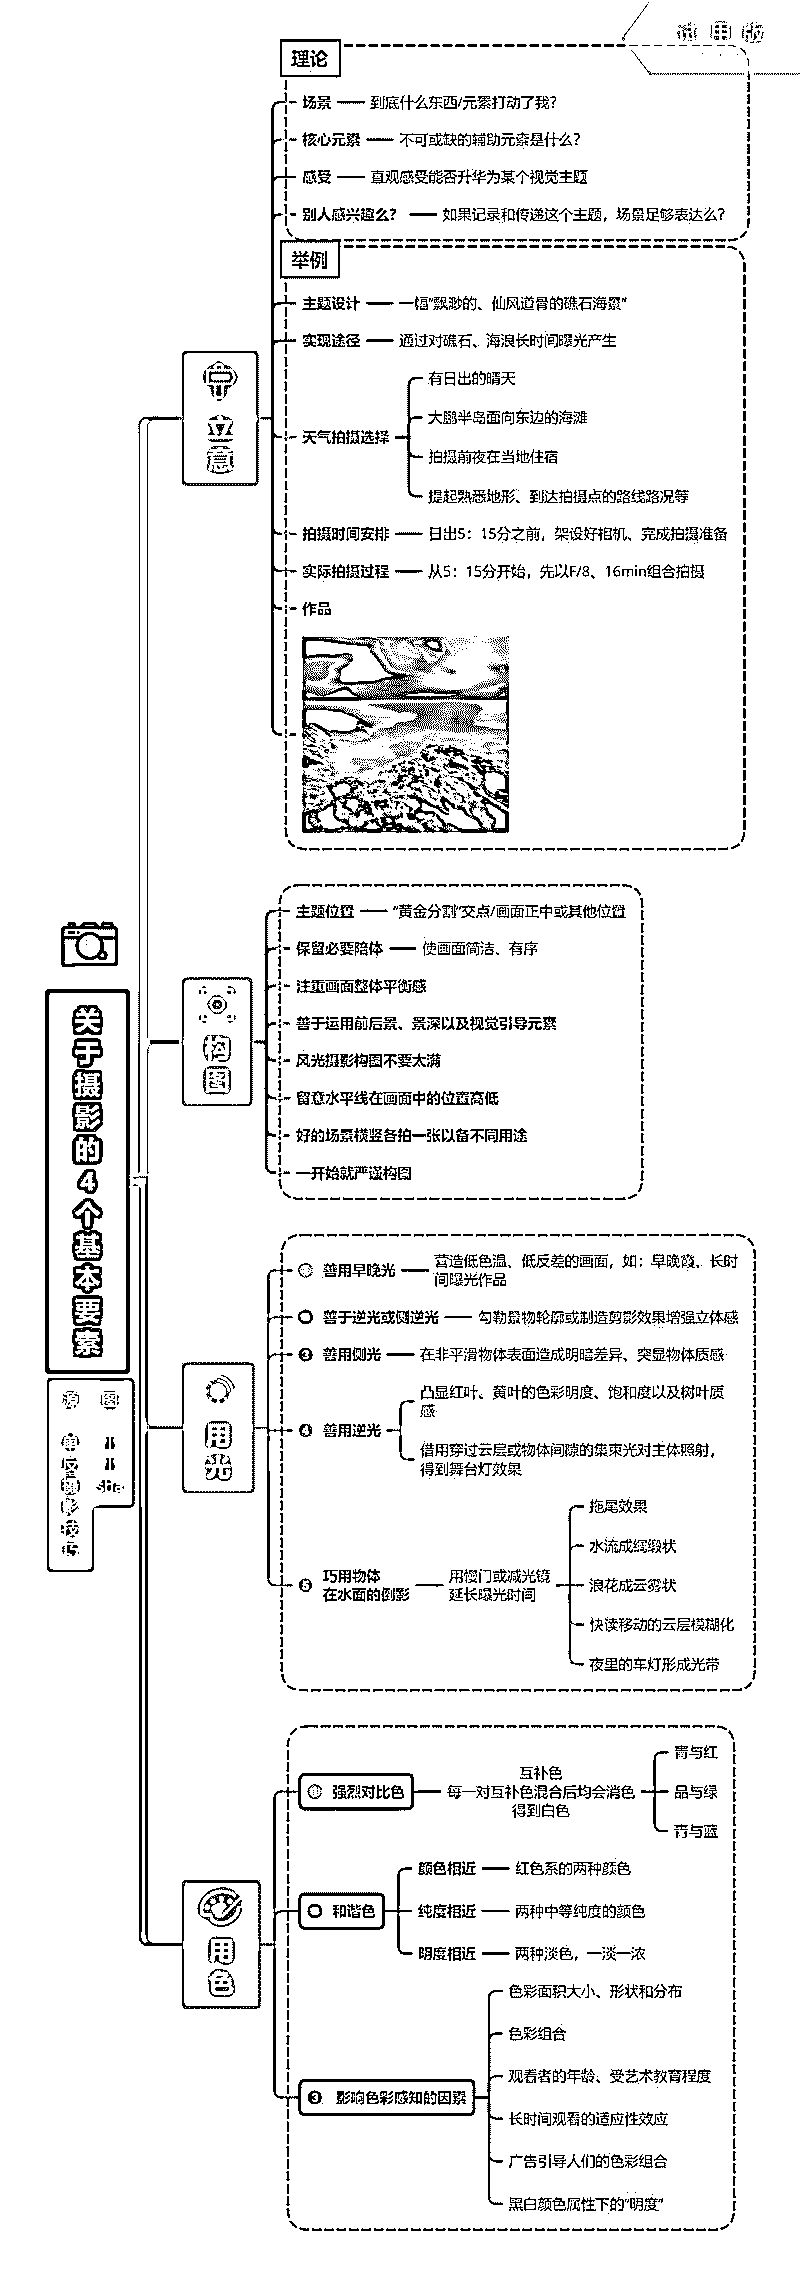 试用版
理论
场景
到底什么东西/元素打动了我？
核心元素
不可或缺的辅助元素是什么？
感受
直观感受能否升华为某个视觉主题
别人感兴趣么？
如果记录和传递这个主题，场景足够表达么？
举例
主题设计
一幅“飘渺的、仙风道骨的礁石海景”
实现途径
通过对礁石、海浪长时间曝光产生
天气拍摄选择
有日出的晴天
大鹏半岛面向东边的海滩
拍摄前夜在当地住宿
提起熟悉地形、到达拍摄点的路线路况等
拍摄时间安排
日出5：15分之前，架设好相机、完成拍摄准备
实际拍摄过程
从5：15分开始，先以F/8、16min组合拍摄
作品
立意
关于摄影的4个基本要素
构图
主题位置
“黄金分割”交点/画面正中或其他位置
保留必要陪体
使画面简洁、有序
注重画面整体平衡感
善于运用前后景、景深以及视觉引导元素
风光摄影构图不要太满
留意水平线在画面中的位置高低
好的场景横竖各拍一张以备不同用途
一开始就严谨构图
用光
善用早晚光
营造低色温、低反差的画面，如：早晚霞、长时
间曝光作品
善于逆光或侧逆光
勾勒景物轮廓或制造剪影效果增强立体感
❸ 善用侧光
在非平滑物体表面造成明暗差异、突显物体质感
❹ 善用逆光
凸显红叶、黄叶的色彩明度、饱和度以及树叶质
感
借用穿过云层或物体间隙的集束光对主体照射，
得到舞台灯效果
❺ 巧用物体
在水面的倒影
用慢门或减光镜
延长曝光时间
拖尾效果
水流成绸缎状
浪花成云雾状
快读移动的云层模糊化
夜里的车灯形成光带
用色
强烈对比色
互补色
每一对互补色混合后均会消色
得到白色
青与红
品与绿
青与蓝
和谐色
颜色相近
红色系的两种颜色
纯度相近
两种中等纯度的颜色
明度相近
两种淡色，一淡一浓
❸ 影响色彩感知的因素
色彩面积大小、形状和分布
色彩组合
观看者的年龄、受艺术教育程度
长时间观看的适应性效应
广告引导人们的色彩组合
黑白颜色属性下的“明度”